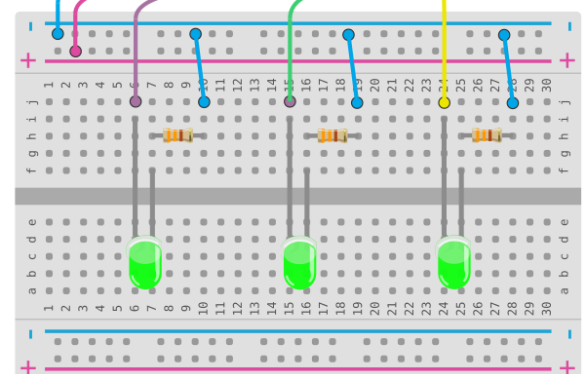 - -
+ +
1 2 3 4 5 6 7 8 9 10 11 12 13 14 15 16 17 18 19 20 21 22 23 24 25 26 27 28 29 30
j j
i i
h h
g g
f f
e e
d d
c c
b b
a a
1 2 3 4 5 6 7 8 9 10 11 12 13 14 15 16 17 18 19 20 21 22 23 24 25 26 27 28 29 30
- -
+ +